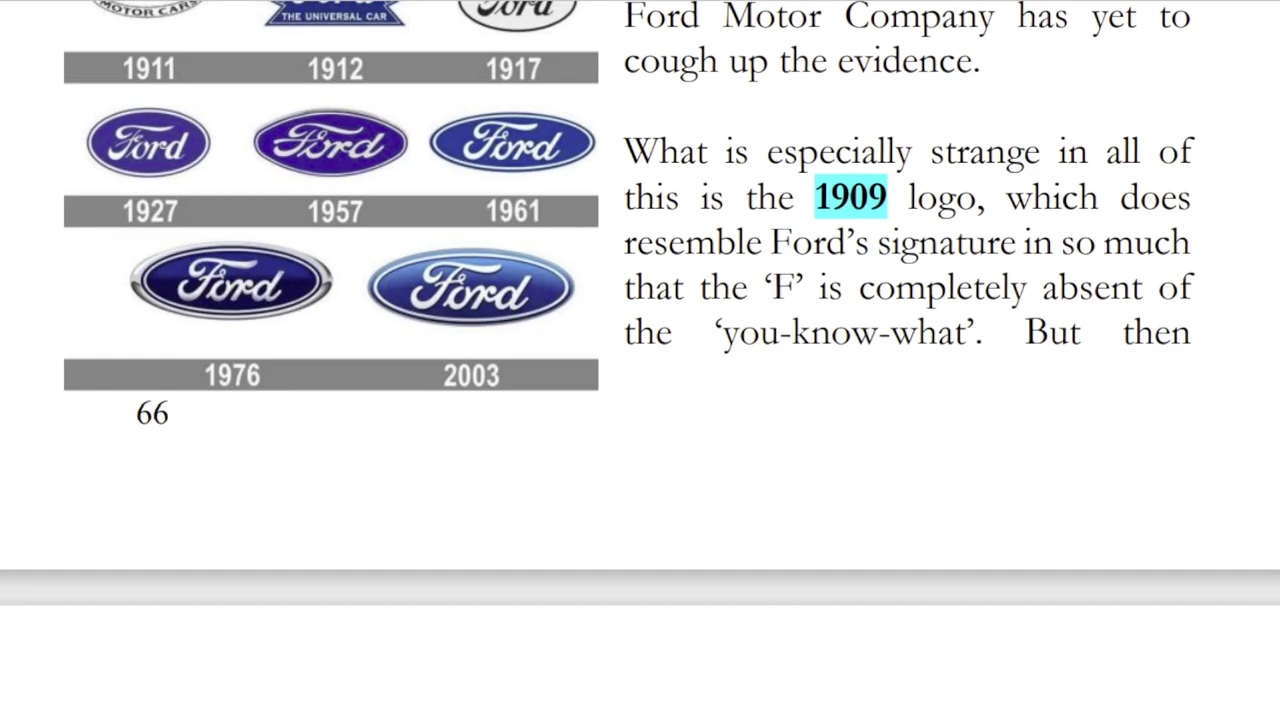 MOTOR CARS
THE UNIVERSAL CAR
Ford
1911 1912 1917
Ford Ford Ford
1927 1957 1961
Ford Ford
1976 2003
66
Ford Motor Company has yet to
cough up the evidence.
What is especially strange in all of
this is the 1909 logo, which does
resemble Ford’s signature in so much
that the ‘F’ is completely absent of
the ‘you-know-what’. But then